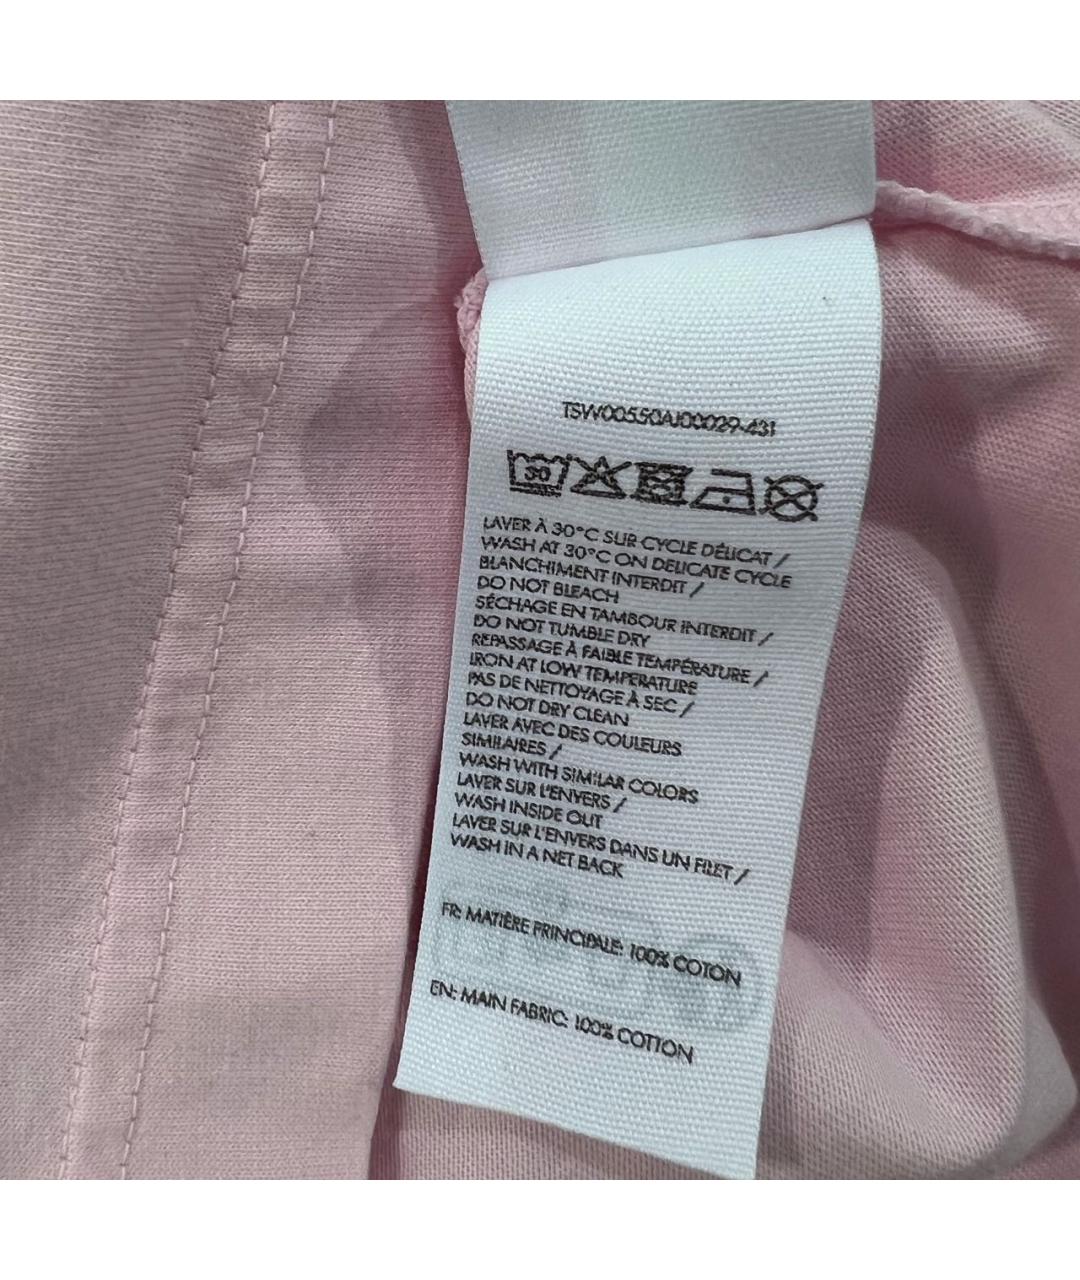 TSW00550AJ00029-431
30
LAVER À 30°C SUR CYCLE DÉLICAT /
WASH AT 30°C ON DELICATE CYCLE
BLANCHIMENT INTERDIT /
DO NOT BLEACH
SÉCHAGE EN TAMBOUR INTERDIT /
DO NOT TUMBLE DRY
REPASSAGE À FAIBLE TEMPÉRATURE /
IRON AT LOW TEMPERATURE
PAS DE NETTOYAGE À SEC /
DO NOT DRY CLEAN
LAVER AVEC DES COULEURS
SIMILAIRES /
WASH WITH SIMILAR COLORS
LAVER SUR L'ENVERS /
WASH INSIDE OUT
LAVER SUR L'ENVERS DANS UN FILET /
WASH IN A NET BACK
FR: MATIÈRE PRINCIPALE: 100% COTON
EN: MAIN FABRIC: 100% COTTON